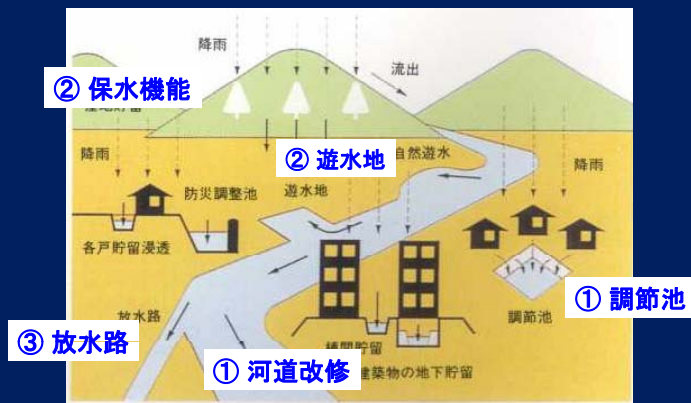 降雨
流出
② 保水機能
降雨
② 遊水地
自然遊水
降雨
防災調整池
遊水地
各戸貯留浸透
① 調節池
調節池
放水路
③ 放水路
棟間貯留
① 河道改修
建築物の地下貯留